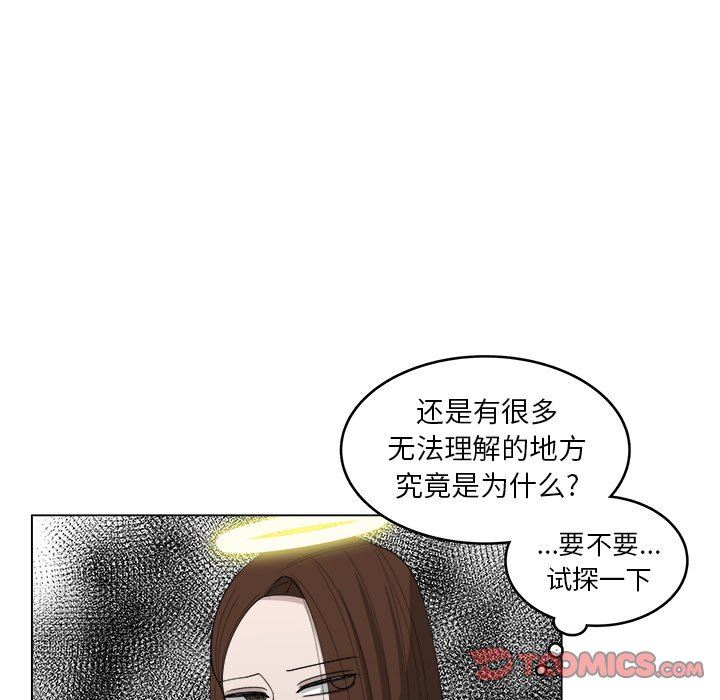 还是有很多
无法理解的地方
究竟是为什么?
...要不要...
试探一下
TOOMICS.COM